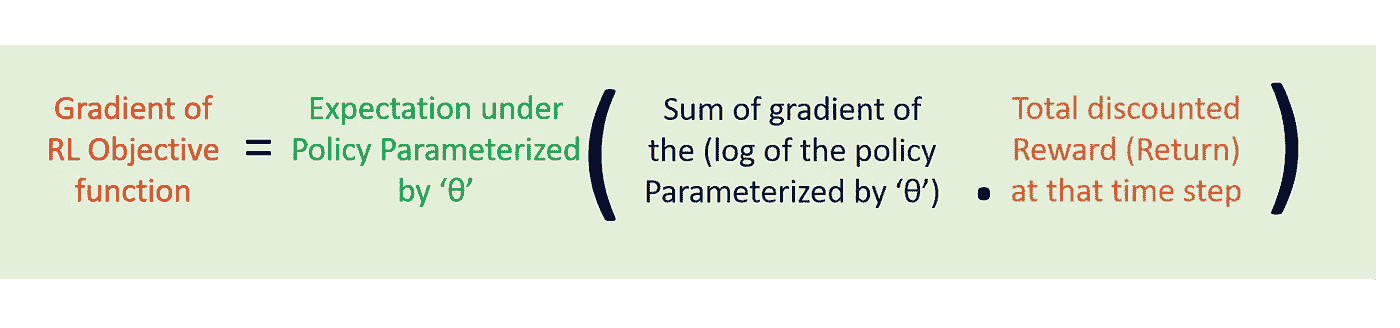 Gradient of
RL Objective
function
=
Expectation under
Policy Parameterized
by ‘θ’
(
Sum of gradient of
the (log of the policy
Parameterized by ‘θ’)
.
Total discounted
Reward (Return)
at that time step
)